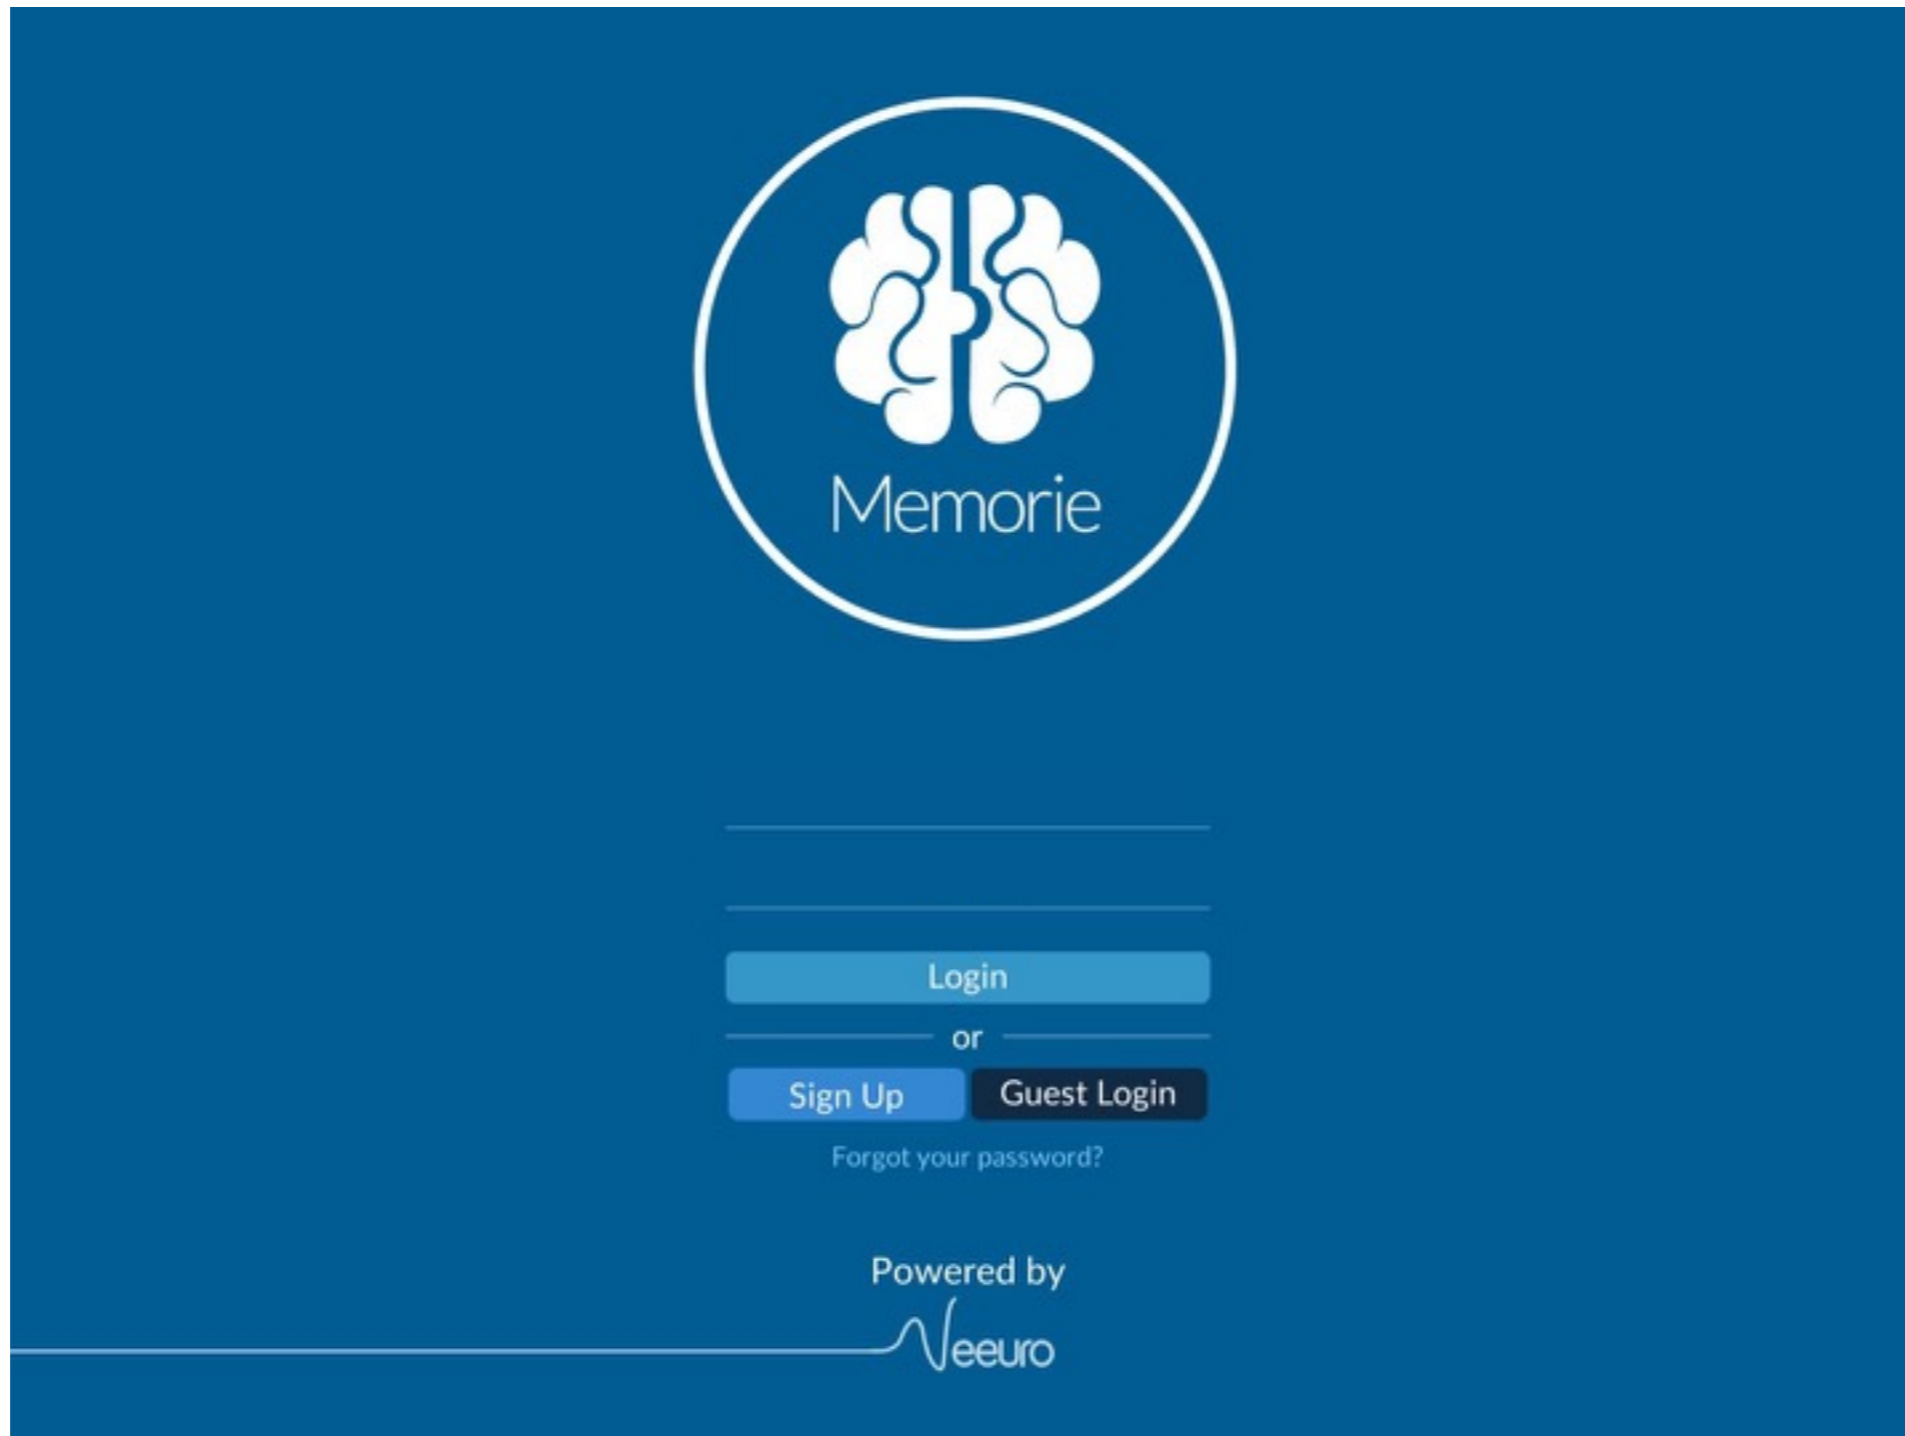 Memorie
Login
or
Sign Up Guest Login
Forgot your password?
Powered by
Neeuro